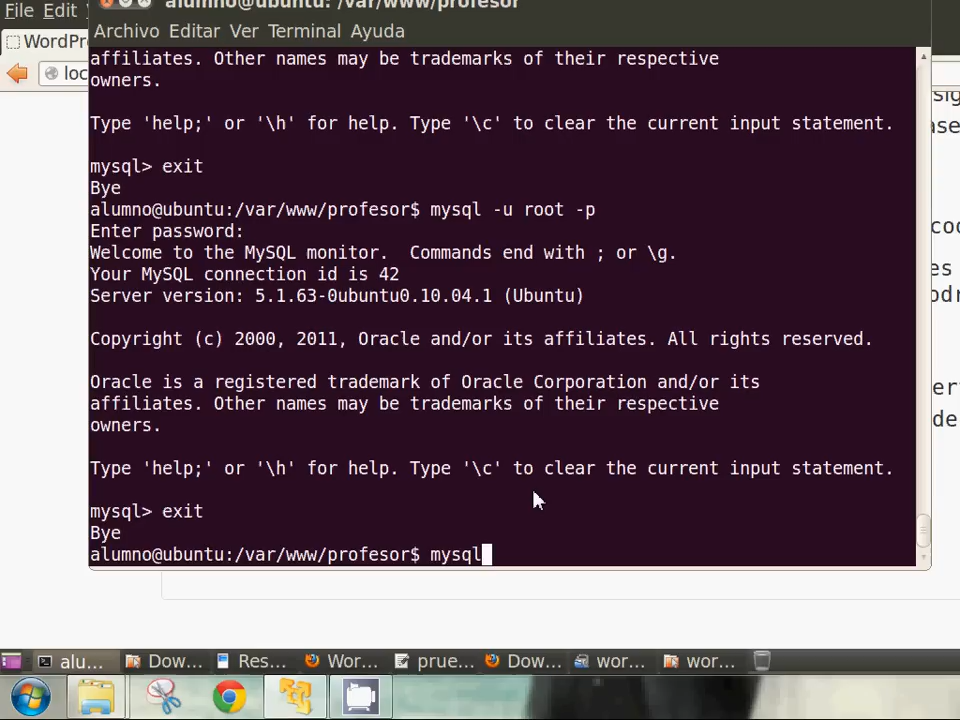 alumno@ubuntu: /var/www/profesor
File Edit
Archivo Editar Ver Terminal Ayuda
WordPr
loc
affiliates. Other names may be trademarks of their respective
owners.
Type 'help;' or '\h' for help. Type '\c' to clear the current input statement.
mysql> exit
Bye
alumno@ubuntu:/var/www/profesor$ mysql -u root -p
Enter password:
Welcome to the MySQL monitor.  Commands end with ; or \g.
Your MySQL connection id is 42
Server version: 5.1.63-0ubuntu0.10.04.1 (Ubuntu)
Copyright (c) 2000, 2011, Oracle and/or its affiliates. All rights reserved.
Oracle is a registered trademark of Oracle Corporation and/or its
affiliates. Other names may be trademarks of their respective
owners.
Type 'help;' or '\h' for help. Type '\c' to clear the current input statement.
mysql> exit
Bye
alumno@ubuntu:/var/www/profesor$ mysql
alu... Dow... Res... Wor... prue... Dow... wor... wor...